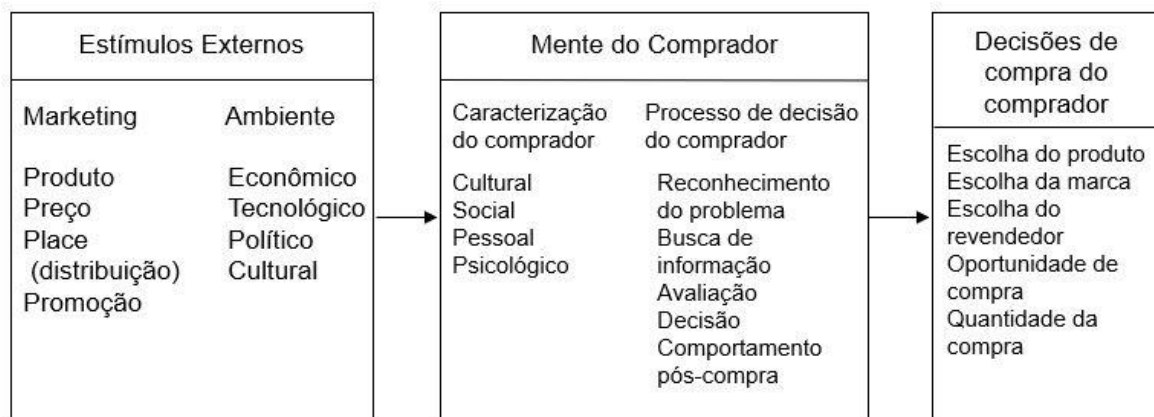 Estímulos Externos
Marketing
Produto
Preço
Place
(distribuição)
Promoção
Ambiente
Econômico
Tecnológico
Político
Cultural
Mente do Comprador
Caracterização
do comprador
Cultural
Social
Pessoal
Psicológico
Processo de decisão
do comprador
Reconhecimento
do problema
Busca de
informação
Avaliação
Decisão
Comportamento
pós-compra
Decisões de
compra do
comprador
Escolha do produto
Escolha da marca
Escolha do
revendedor
Oportunidade de
compra
Quantidade da
compra